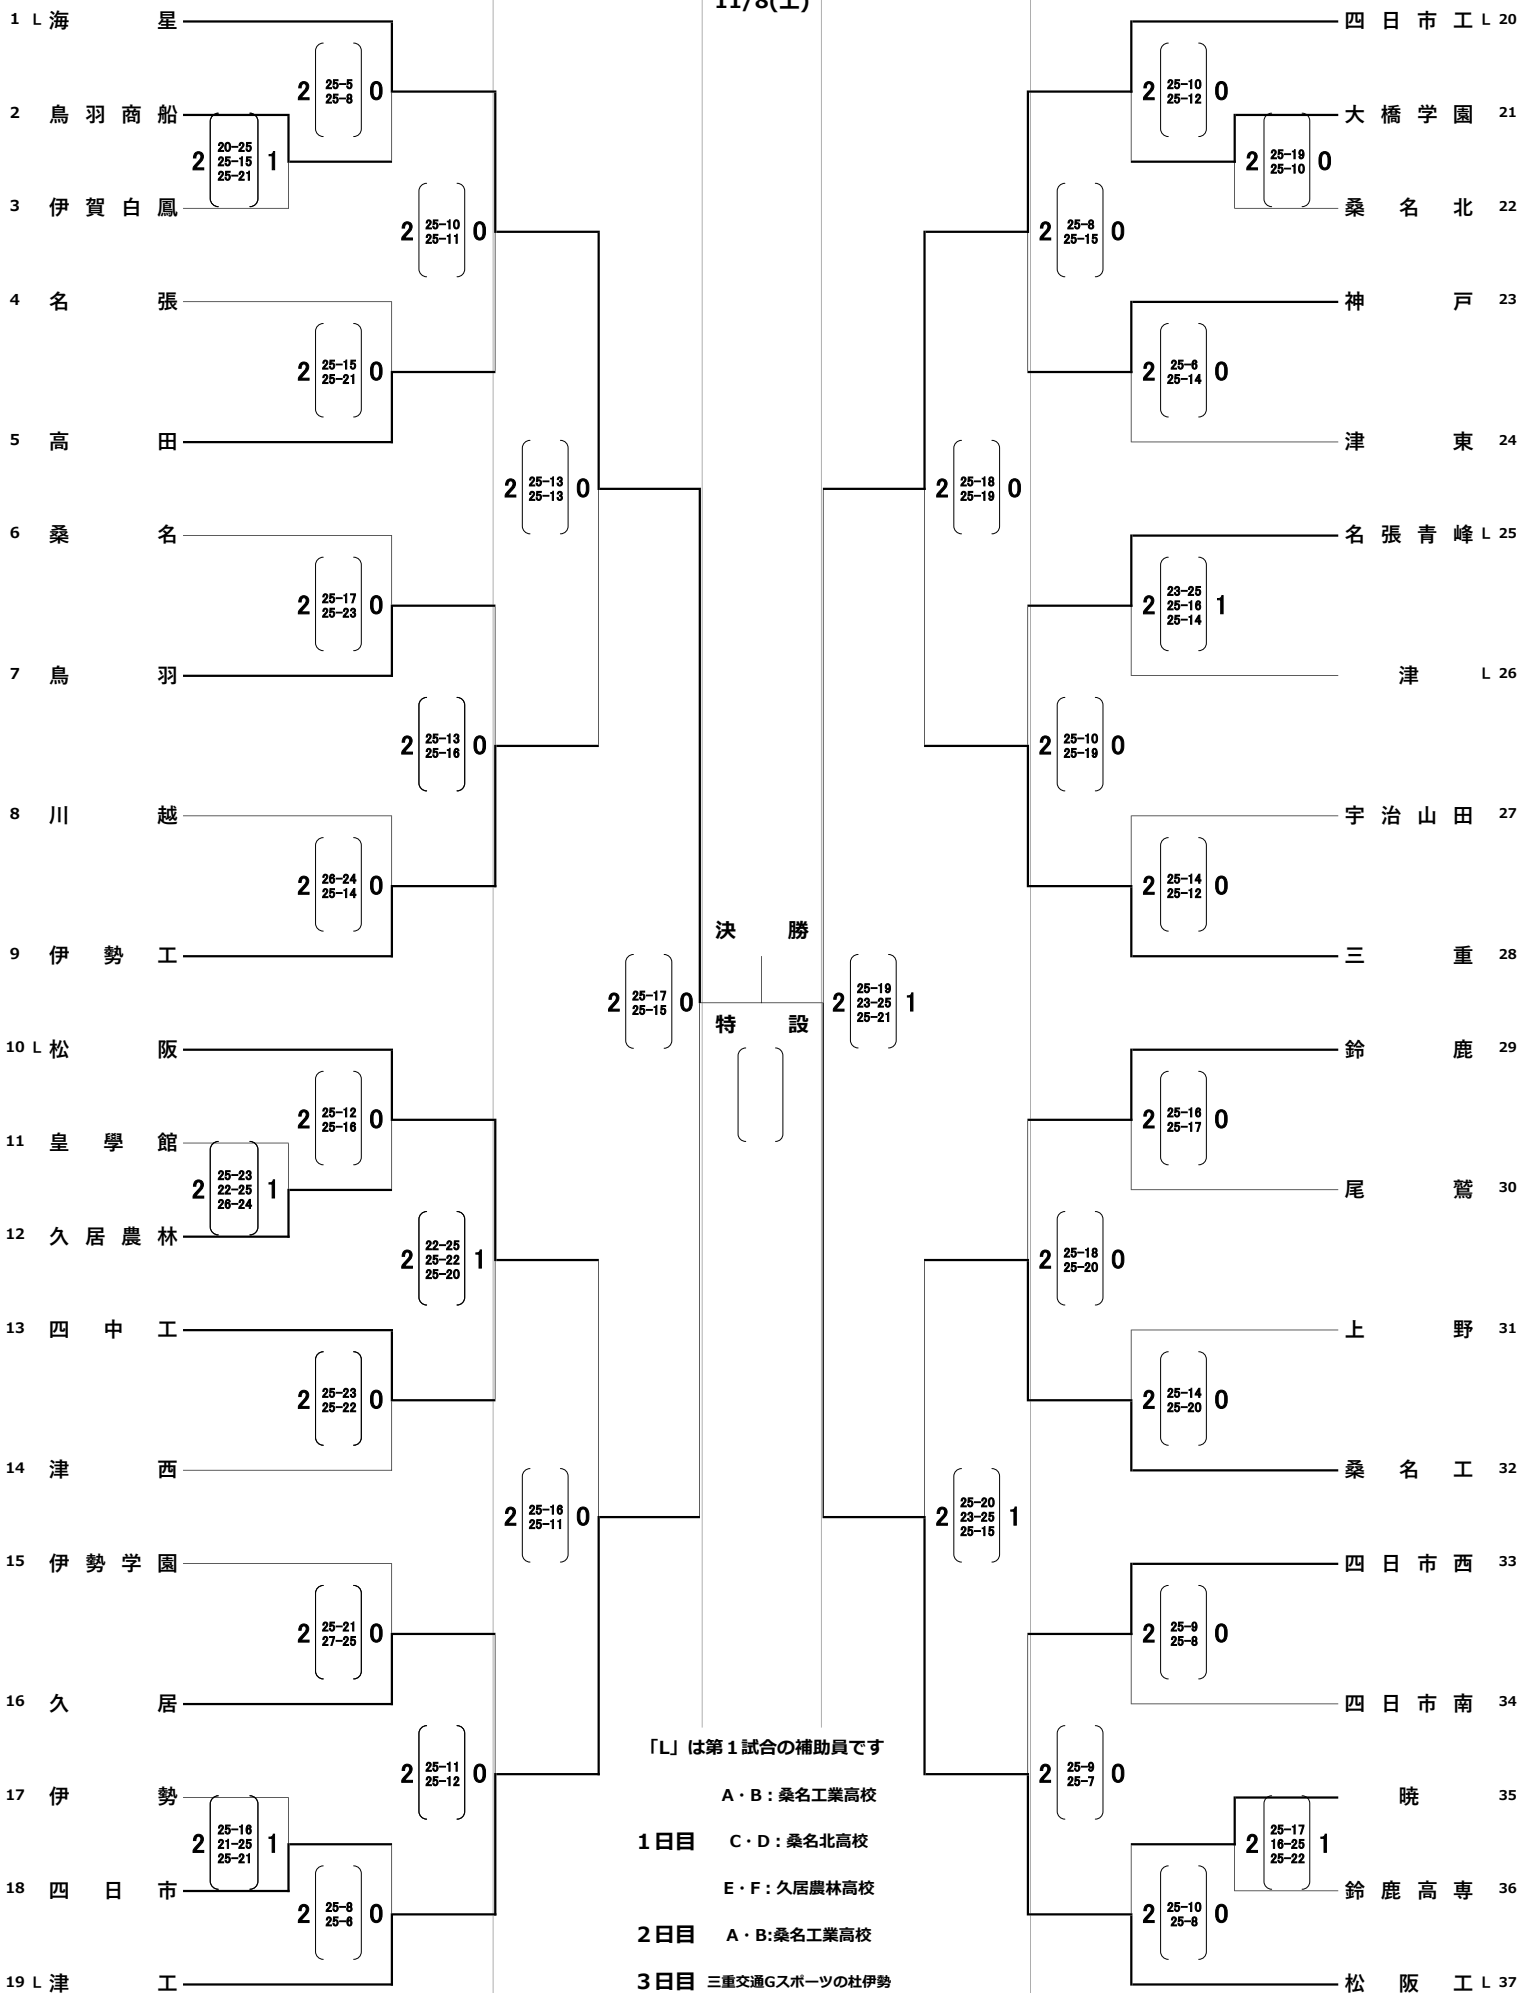 11/8(土)
1 L 海星
2 鳥羽商船
3 伊賀白鳳
4 名張
5 高田
6 桑名
7 鳥羽
8 川越
9 伊勢工
10 L 松阪
11 皇學館
12 久居農林
13 四中工
14 津西
15 伊勢学園
16 久居
17 伊勢
18 四日市
19 L 津工
2 25-5 0
25-8
2 20-25 1
25-15
25-21
2 25-10 0
25-11
2 25-15 0
25-21
2 25-13 0
25-13
2 25-17 0
25-23
2 25-13 0
25-16
2 26-24 0
25-14
2 25-17 0
25-15
2 25-12 0
25-16
2 25-23 1
22-25
26-24
2 22-25 1
25-22
25-20
2 25-23 0
25-22
2 25-16 0
25-11
2 25-21 0
27-25
2 25-11 0
25-12
2 25-16 1
21-25
25-21
2 25-8 0
25-6
決勝
特設
四日市工 L 20
大橋学園 21
桑名北 22
神戸 23
津東 24
名張青峰 L 25
津 L 26
宇治山田 27
三重 28
鈴鹿 29
尾鷲 30
上野 31
桑名工 32
四日市西 33
四日市南 34
暁 35
鈴鹿高専 36
松阪工 L 37
2 25-10 0
25-12
2 25-19 0
25-10
2 25-8 0
25-15
2 25-6 0
25-14
2 25-18 0
25-19
2 23-25 1
25-16
25-14
2 25-10 0
25-19
2 25-14 0
25-12
2 25-19 1
23-25
25-21
2 25-16 0
25-17
2 25-18 0
25-20
2 25-14 0
25-20
2 25-20 1
23-25
25-15
2 25-9 0
25-8
2 25-9 0
25-7
2 25-17 1
16-25
25-22
2 25-10 0
25-8
「L」は第１試合の補助員です
A・B：桑名工業高校
１日目 C・D：桑名北高校
E・F：久居農林高校
２日目 A・B:桑名工業高校
３日目 三重交通Gスポーツの杜伊勢